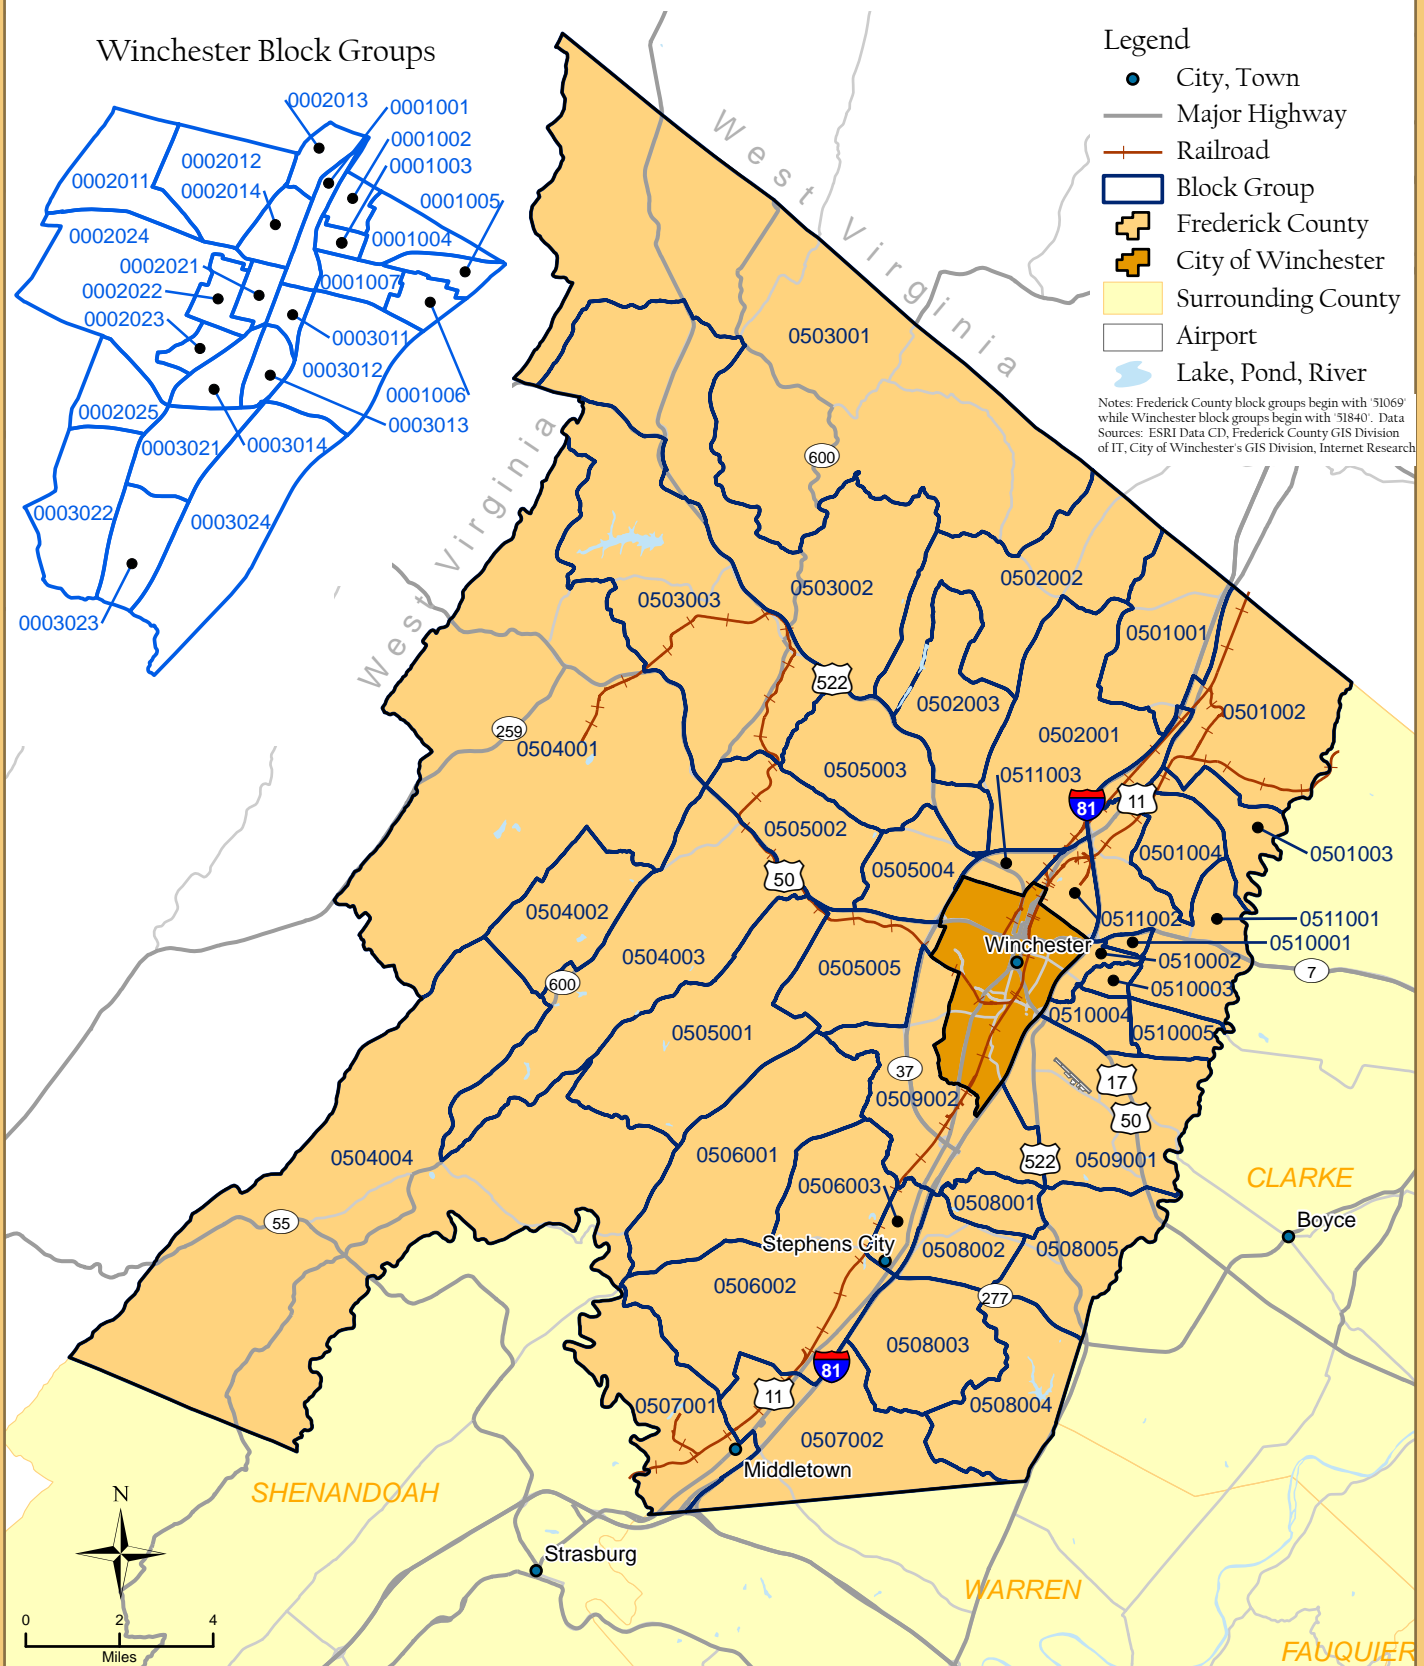 Winchester Block Groups
0002013
0001001
0001002
0001003
0002012
0002011
0002014
0001005
0002024
0001004
0002021
0001007
0002022
0002023
0003011
0003012
0001006
0002025
0003013
0003021
0003014
0003022
0003024
0003023
Legend
City, Town
Major Highway
Railroad
Block Group
Frederick County
City of Winchester
Surrounding County
Airport
Lake, Pond, River
Notes: Frederick County block groups begin with '51069'
while Winchester block groups begin with '51840'. Data
Sources: ESRI Data CD, Frederick County GIS Division
of IT, City of Winchester's GIS Division, Internet Research
West Virginia
West Virginia
0503001
600
0503002
0502002
0503003
0501001
522
0502003
0501002
259
0504001
0502001
0505003
0511003
81
11
0505002
0501004
0501003
0505004
50
0504002
0511002
0511001
Winchester
0510001
0504003
0505005
0510002
7
600
0510003
0510004
0505001
0510005
37
17
0509002
50
0506001
522
0509001
0504004
CLARKE
0506003
0508001
55
Boyce
Stephens City
0508002
0508005
0506002
277
0508003
81
11
0507001
0508004
0507002
Middletown
SHENANDOAH
N
Strasburg
WARREN
0 2 4
Miles
FAUQUIER